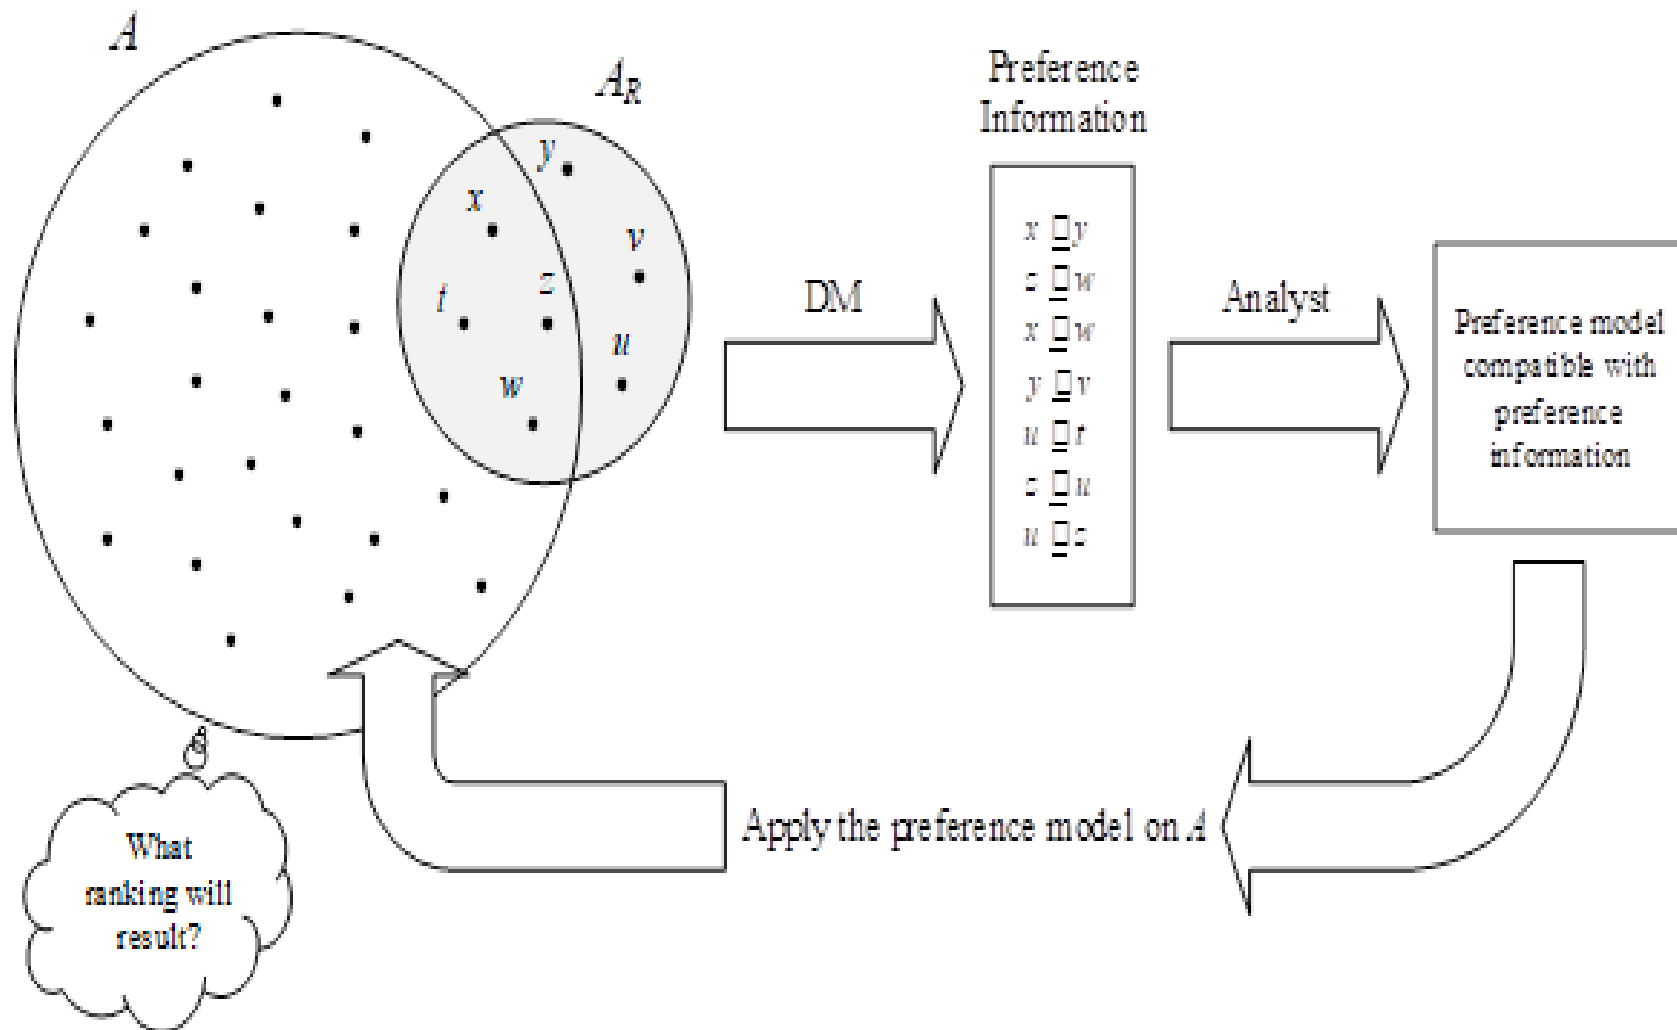 A
A_R
y
x
v
t
z
u
w
DM
Preference
Information
x □ y
z □ w
x □ w
y □ v
u □ t
z □ u
u □ z
Analyst
Preference model
compatible with
preference
information
Apply the preference model on A
What
ranking will
result?